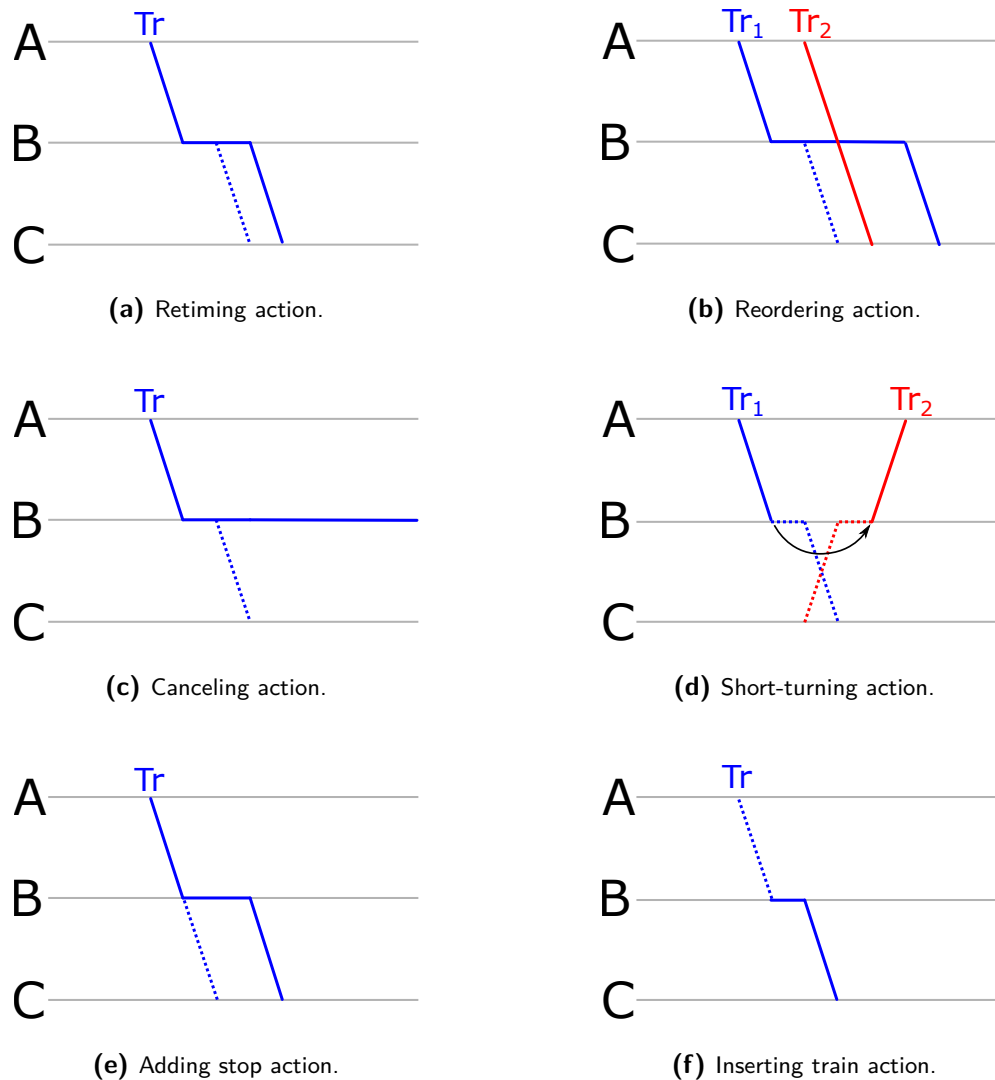 Tr
A
B
C
(a) Retiming action.
Tr1 Tr2
A
B
C
(b) Reordering action.
Tr
A
B
C
(c) Canceling action.
Tr1 Tr2
A
B
C
(d) Short-turning action.
Tr
A
B
C
(e) Adding stop action.
Tr
A
B
C
(f) Inserting train action.